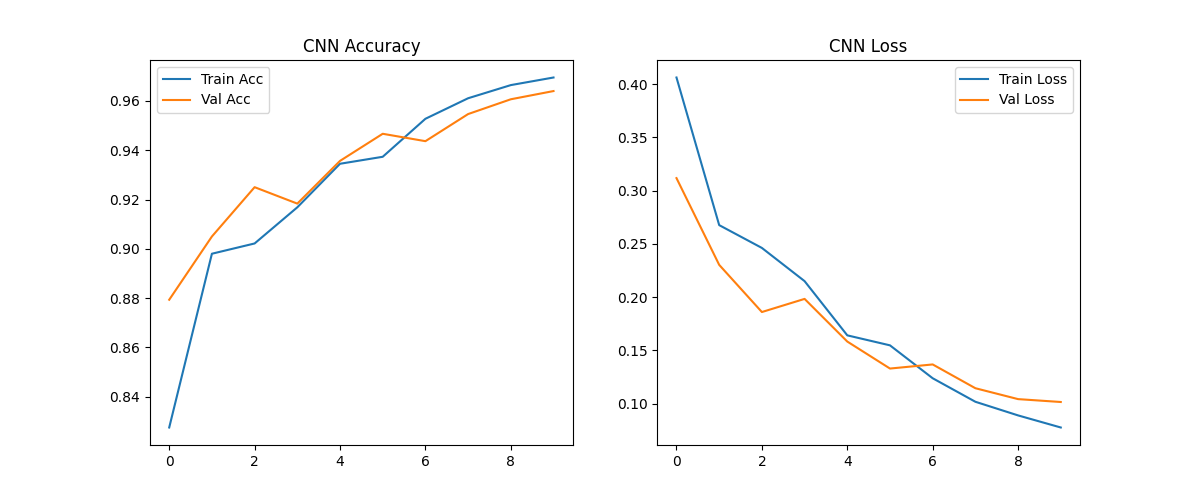 CNN Accuracy
Train Acc
Val Acc
0.96
0.94
0.92
0.90
0.88
0.86
0.84
0 2 4 6 8
CNN Loss
Train Loss
Val Loss
0.40
0.35
0.30
0.25
0.20
0.15
0.10
0 2 4 6 8